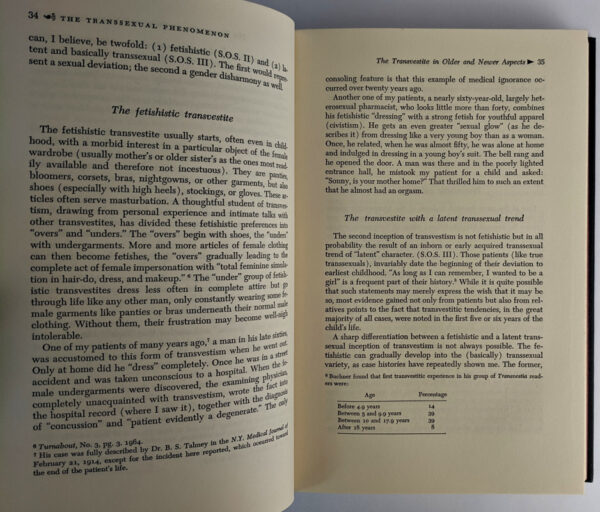 34 THE TRANSSEXUAL PHENOMENON
can, I believe, be twofold: (1) fetishistic (S.O.S. II) and (2) la-
tent and basically transsexual (S.O.S. III). The first would repre-
sent a sexual deviation; the second a gender disharmony as well.
The fetishistic transvestite
The fetishistic transvestite usually starts, often even in child-
hood, with a morbid interest in a particular object of the female
wardrobe (usually mother's or older sister's as the ones most read-
ily available and therefore not incestuous). They are panties,
bloomers, corsets, bras, nightgowns, or other garments, but also
shoes (especially with high heels), stockings, or gloves. These ar-
ticles often serve masturbation. A thoughtful student of transves-
tism, drawing from personal experience and intimate talks with
other transvestites, has divided these fetishistic preferences into
"overs" and "unders." The "overs" begin with shoes, the "under"
with undergarments. More and more articles of female clothing
can then become fetishes, the "overs" gradually leading to the
complete act of female impersonation with "total feminine simula-
tion in hair-do, dress, and makeup." 6 The "under" group of fetish-
istic transvestites dress less often in complete attire but go
through life like any other man, only constantly wearing some fe-
male garments like panties or bras underneath their normal male
clothing. Without them, their frustration may become well-nigh
intolerable.
One of my patients of many years ago,7 a man in his late sixties,
was accustomed to this form of transvestism when he went out.
Only at home did he "dress" completely. Once he was in a street
accident and was taken unconscious to a hospital. When the fe-
male undergarments were discovered, the examining physician,
completely unacquainted with transvestism, wrote the fact into
the hospital record (where I saw it), together with the diagnosis
of "concussion" and "patient evidently a degenerate." The only
6 Turnabout, No. 3, pg. 3. 1964.
7 His case was fully described by Dr. B. S. Talmey in the N.Y. Medical Journal of
February 21, 1914, except for the incident here reported, which occurred toward
the end of the patient's life.
The Transvestite in Older and Newer Aspects ► 35
consoling feature is that this example of medical ignorance oc-
curred over twenty years ago.
Another one of my patients, a nearly sixty-year-old, largely het-
erosexual pharmacist, who looks little more than forty, combines
his fetishistic "dressing" with a strong fetish for youthful apparel
(civistism). He gets an even greater "sexual glow" (as he de-
scribes it) from dressing like a very young boy than as a woman.
Once, he related, when he was almost fifty, he was alone at home
and indulged in dressing in a young boy's suit. The bell rang and
he opened the door. A man was there and in the poorly lighted
entrance hall, he mistook my patient for a child and asked:
"Sonny, is your mother home?" That thrilled him to such an extent
that he almost had an orgasm.
The transvestite with a latent transsexual trend
The second inception of transvestism is not fetishistic but in all
probability the result of an inborn or early acquired transsexual
trend of "latent" character. (S.O.S. III). Those patients (like true
transsexuals), invariably date the beginning of their deviation to
earliest childhood. "As long as I can remember, I wanted to be a
girl" is a frequent part of their history.8 While it is quite possible
that such statements may merely express the wish that it may be
so, most evidence gained not only from patients but also from rel-
atives points to the fact that transvestitic tendencies, in the great
majority of all cases, were noted in the first five or six years of the
child's life.
A sharp differentiation between a fetishistic and a latent trans-
sexual inception of transvestism is not always possible. The fe-
tishistic can gradually develop into the (basically) transsexual
variety, as case histories have repeatedly shown me. The former,
8 Buckner found that first transvestitic experience in his group of Transvestia read-
ers were:
Age Percentage
Before 4.9 years 14
Between 5 and 9.9 years 39
Between 10 and 17.9 years 39
After 18 years 8